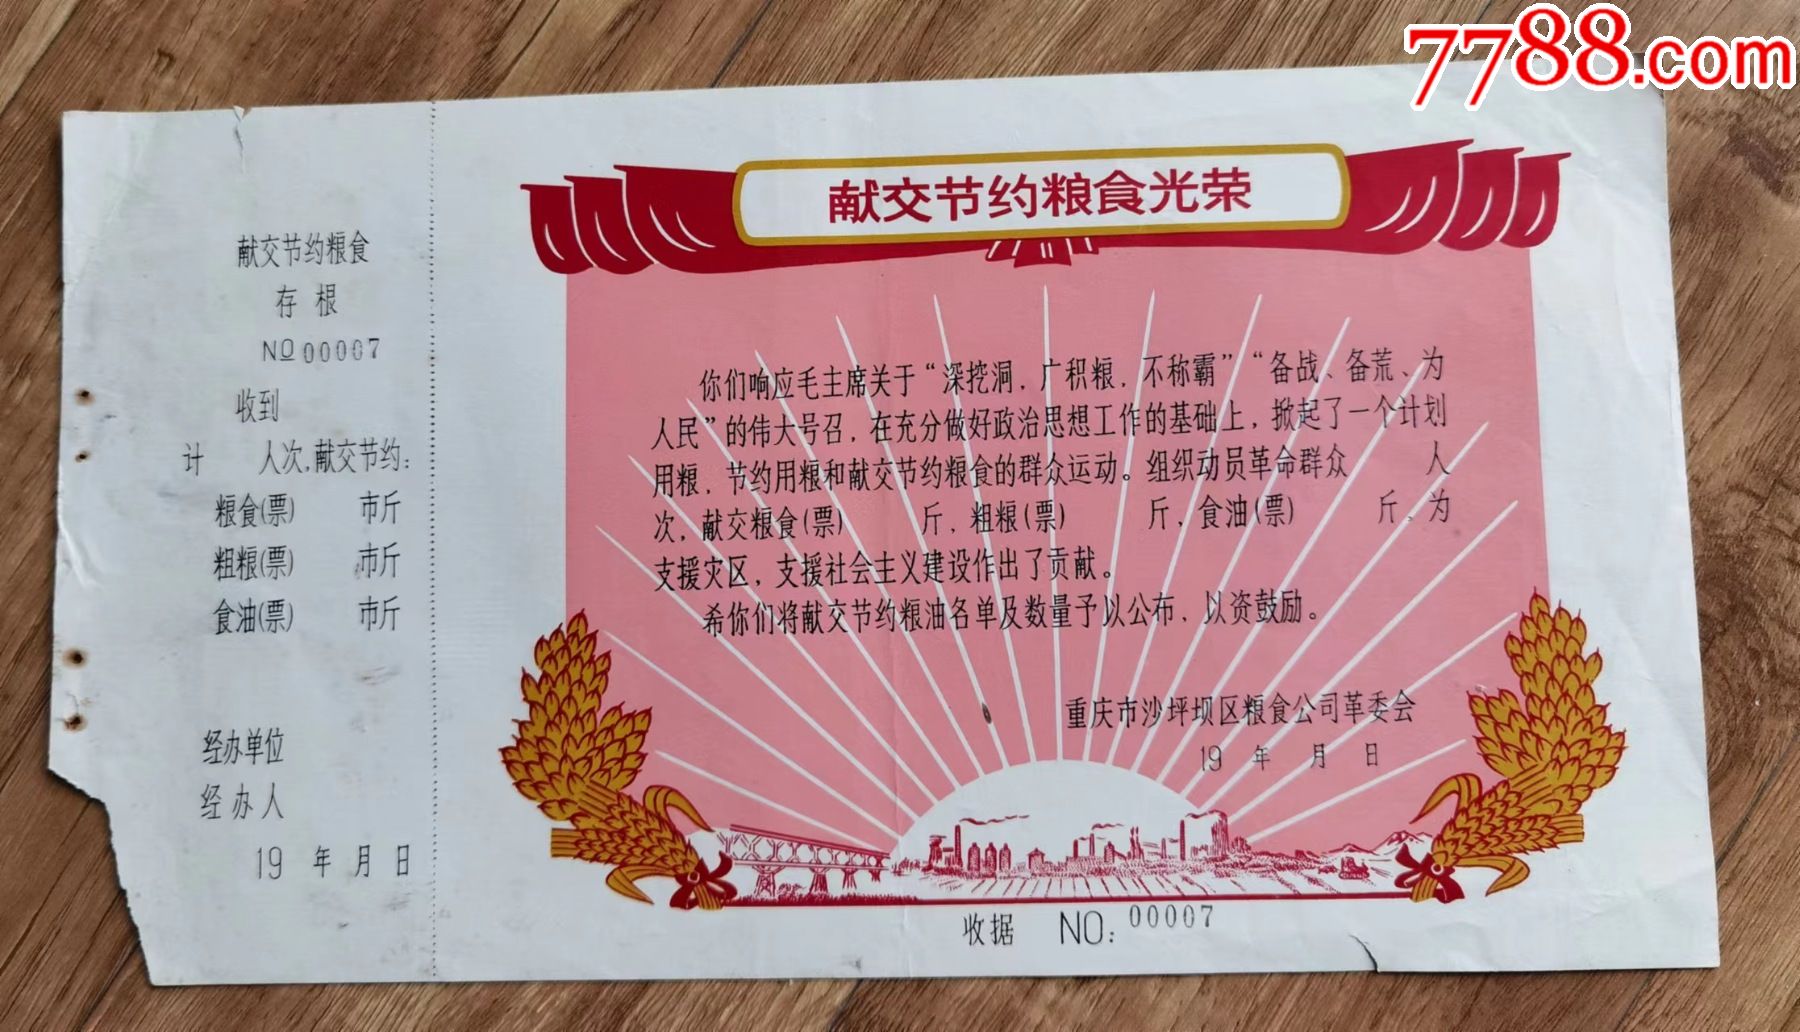 7788.com
献交节约粮食
存 根
NO 00007
收到
计 人次,献交节约:
粮食(票) 市斤
粗粮(票) 市斤
食油(票) 市斤
经办单位
经办人
19 年 月 日
献交节约粮食光荣
你们响应毛主席关于“深挖洞,广积粮,不称霸”“备战、备荒、为
人民”的伟大号召,在充分做好政治思想工作的基础上,掀起了一个计划
用粮,节约用粮和献交节约粮食的群众运动。组织动员革命群众 人
次,献交粮食(票) 斤,粗粮(票) 斤,食油(票) 斤,为
支援灾区,支援社会主义建设作出了贡献。
希你们将献交节约粮油名单及数量予以公布,以资鼓励。
重庆市沙坪坝区粮食公司革委会
19 年 月 日
收据 NO: 00007